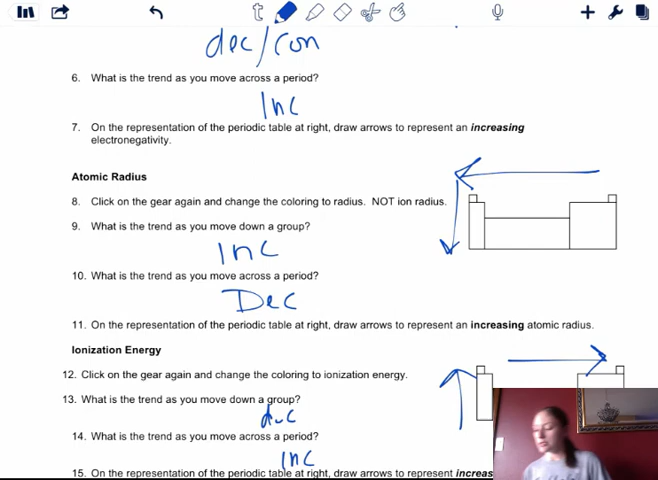 dec/con
6. What is the trend as you move across a period?
Inc
7. On the representation of the periodic table at right, draw arrows to represent an increasing
electronegativity.
Atomic Radius
8. Click on the gear again and change the coloring to radius. NOT ion radius.
9. What is the trend as you move down a group?
Inc
10. What is the trend as you move across a period?
Dec
11. On the representation of the periodic table at right, draw arrows to represent an increasing atomic radius.
Ionization Energy
12. Click on the gear again and change the coloring to ionization energy.
13. What is the trend as you move down a group?
dec
14. What is the trend as you move across a period?
Inc
15. On the representation of the periodic table at right, draw arrows to represent increas